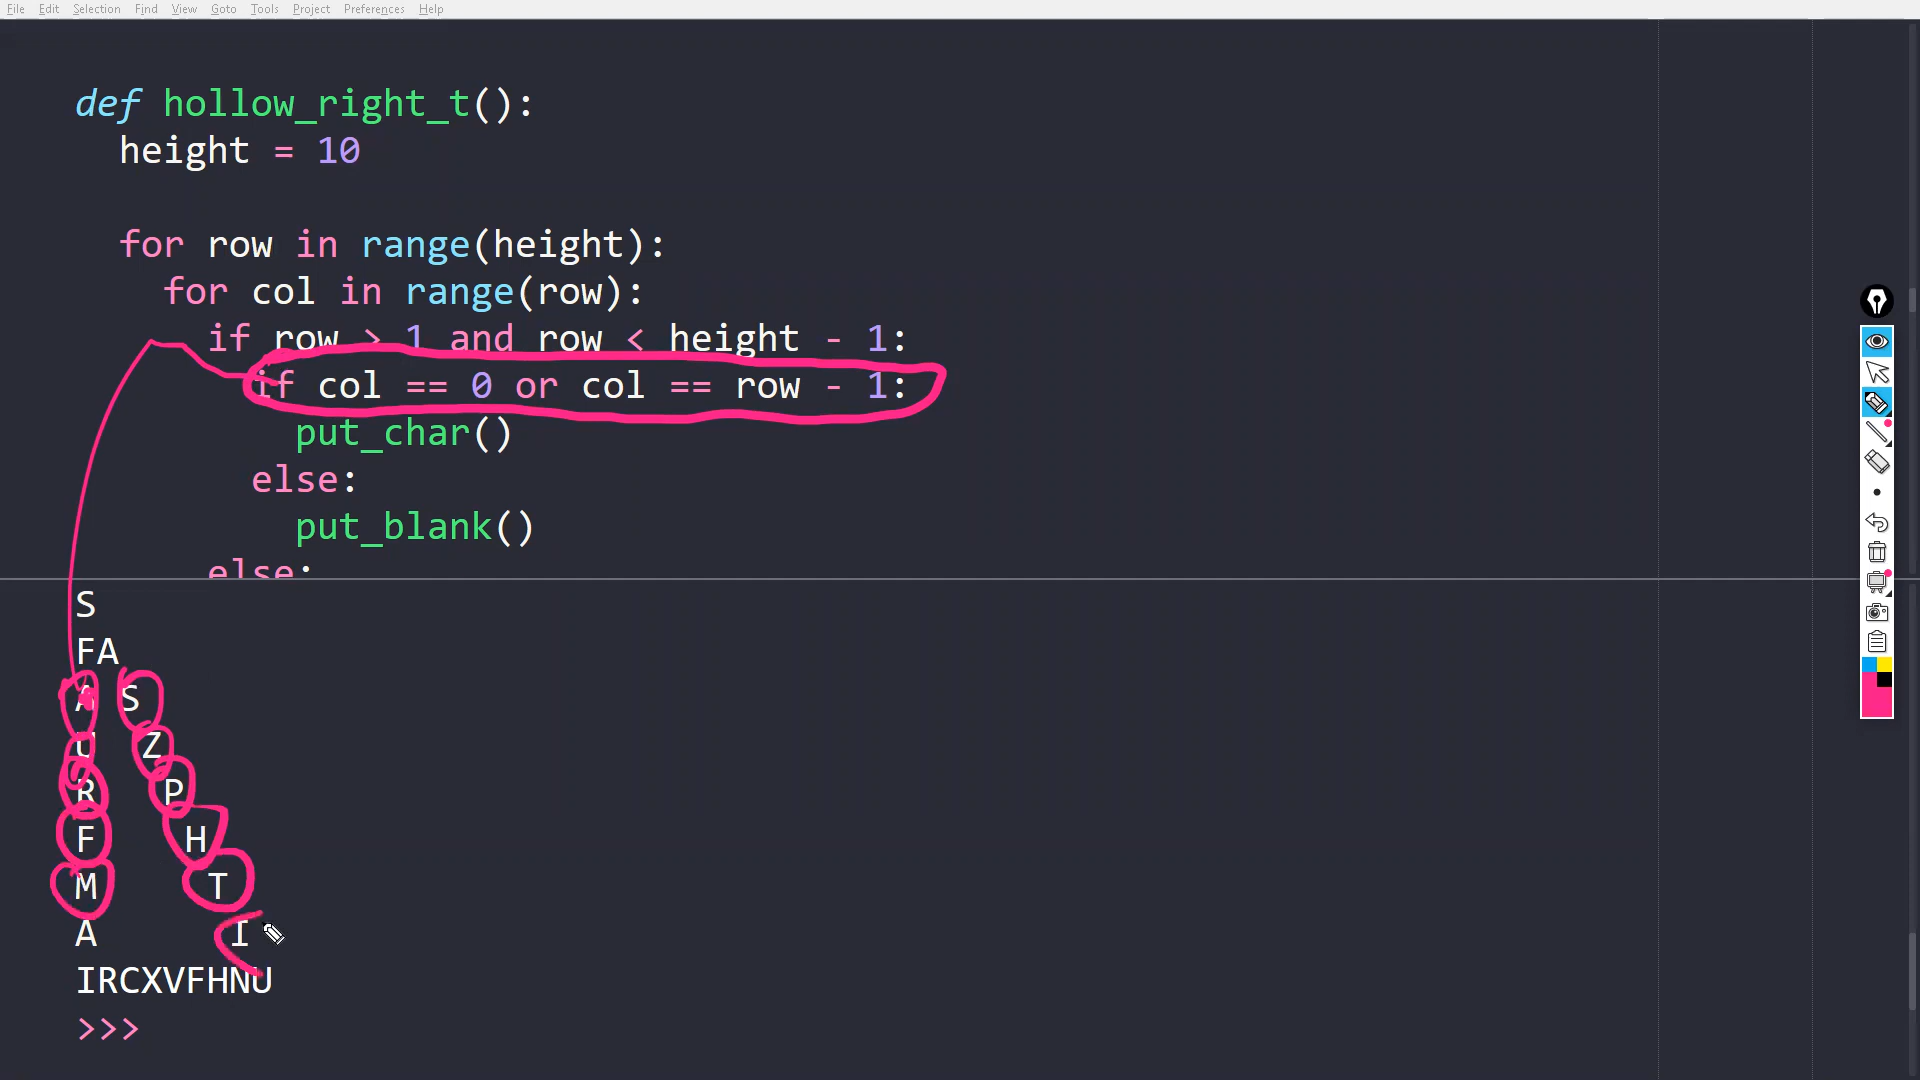 File Edit Selection Find View Goto Tools Project Preferences Help
def hollow_right_t():
  height = 10
  for row in range(height):
    for col in range(row):
      if row > 1 and row < height - 1:
        if col == 0 or col == row - 1:
          put_char()
        else:
          put_blank()
      else:
S
FA
A S
U  Z
R   P
F    H
M     T
A      I
IRCXVFHNU
>>>